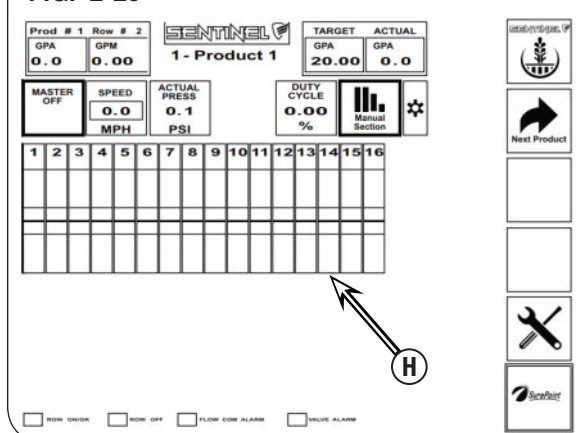 Prod # 1 Row # 2
GPA GPM
0.0 0.00
SENTINEL
1 - Product 1
TARGET ACTUAL
GPA GPA
20.00 0.0
MASTER OFF
SPEED
0.0
MPH
ACTUAL PRESS
0.1
PSI
DUTY CYCLE
0.00
%
Manual Section
1 2 3 4 5 6 7 8 9 10 11 12 13 14 15 16
H
ROW ON/OK ROW OFF FLOW COM ALARM VALVE ALARM
SENTINEL
Next Product
SurePoint